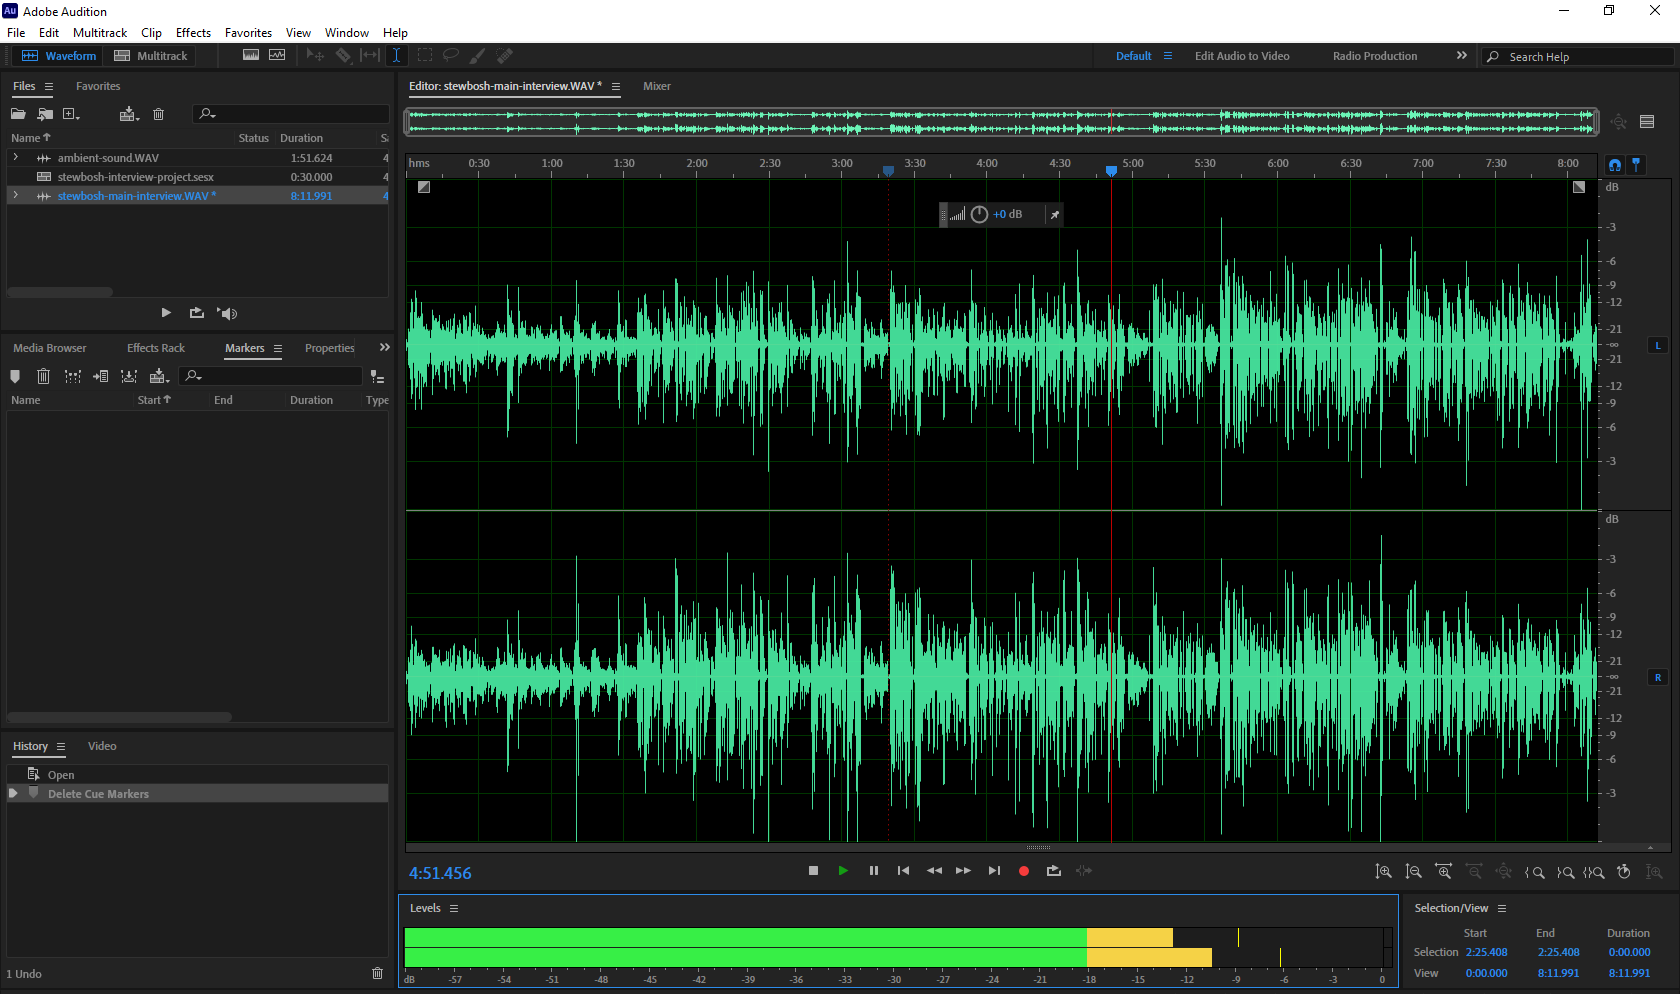 Au Adobe Audition
File Edit Multitrack Clip Effects Favorites View Window Help
Waveform Multitrack Default Edit Audio to Video Radio Production Search Help
Files Favorites
Name Status Duration
ambient-sound.WAV 1:51.624 4
stewbosh-interview-project.sesx 0:30.000 4
stewbosh-main-interview.WAV * 8:11.991 4
Media Browser Effects Rack Markers Properties
Name Start End Duration Type
History Video
Open
Delete Cue Markers
1 Undo
Editor: stewbosh-main-interview.WAV * Mixer
hms 0:30 1:00 1:30 2:00 2:30 3:00 3:30 4:00 4:30 5:00 5:30 6:00 6:30 7:00 7:30 8:00
+0 dB
dB
-3
-6
-9
-12
-21
-∞
-21
-12
-9
-6
-3
L
dB
-3
-6
-9
-12
-21
-∞
-21
-12
-9
-6
-3
R
4:51.456
Levels
dB -57 -54 -51 -48 -45 -42 -39 -36 -33 -30 -27 -24 -21 -18 -15 -12 -9 -6 -3 0
Selection/View
Start End Duration
Selection 2:25.408 2:25.408 0:00.000
View 0:00.000 8:11.991 8:11.991